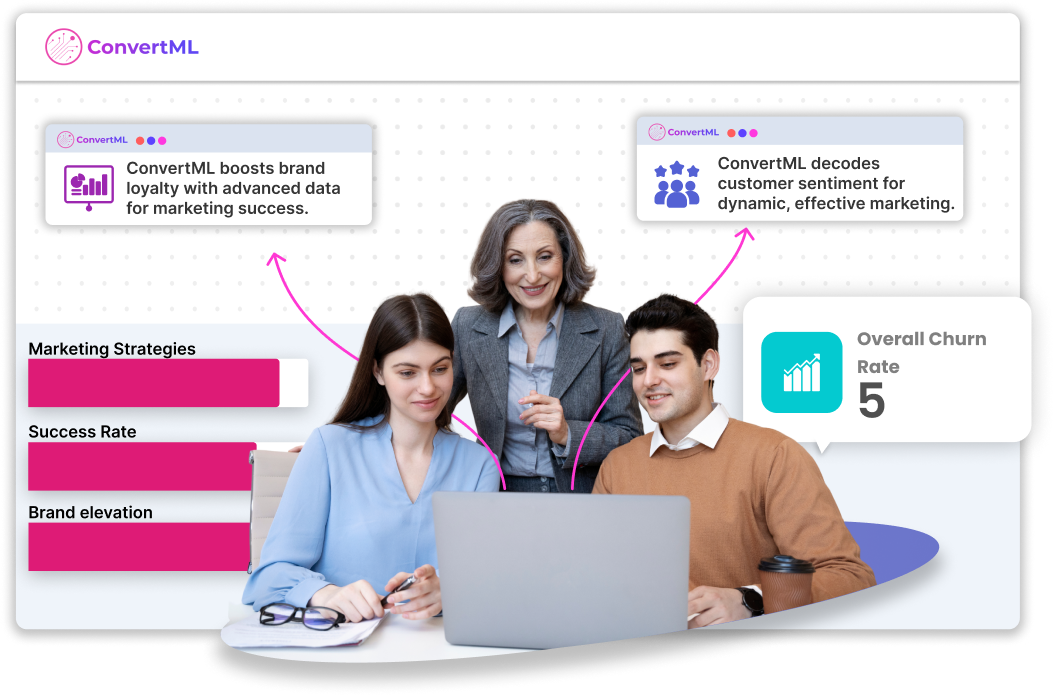 ConvertML
ConvertML
ConvertML boosts brand
loyalty with advanced data
for marketing success.
ConvertML
ConvertML decodes
customer sentiment for
dynamic, effective marketing.
Marketing Strategies
Success Rate
Brand elevation
Overall Churn
Rate
5